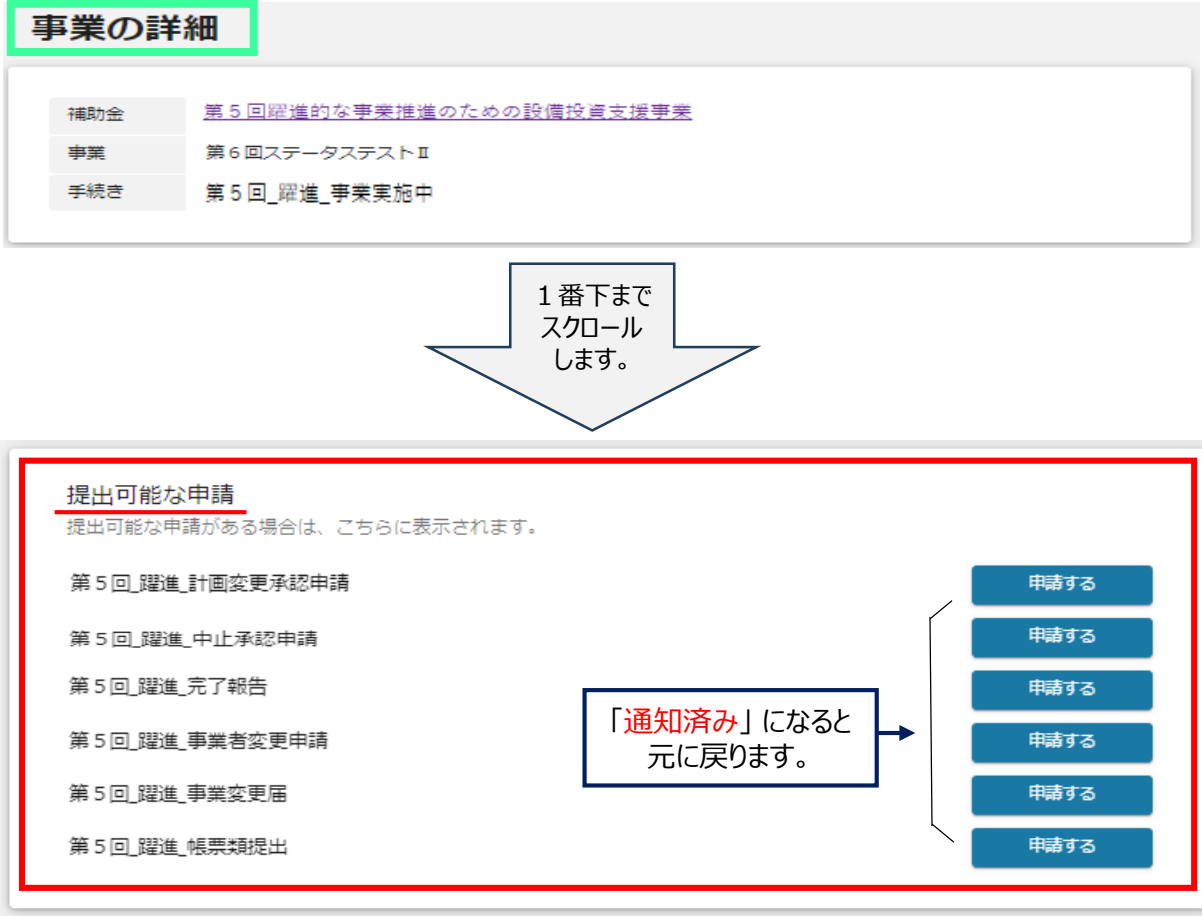 事業の詳細
補助金 第５回躍進的な事業推進のための設備投資支援事業
事業 第６回ステータステストⅡ
手続き 第５回_躍進_事業実施中
１番下まで
スクロール
します。
提出可能な申請
提出可能な申請がある場合は、こちらに表示されます。
第５回_躍進_計画変更承認申請 申請する
第５回_躍進_中止承認申請 申請する
第５回_躍進_完了報告 申請する
「通知済み」になると
元に戻ります。
第５回_躍進_事業者変更申請 申請する
第５回_躍進_事業変更届 申請する
第５回_躍進_帳票類提出 申請する